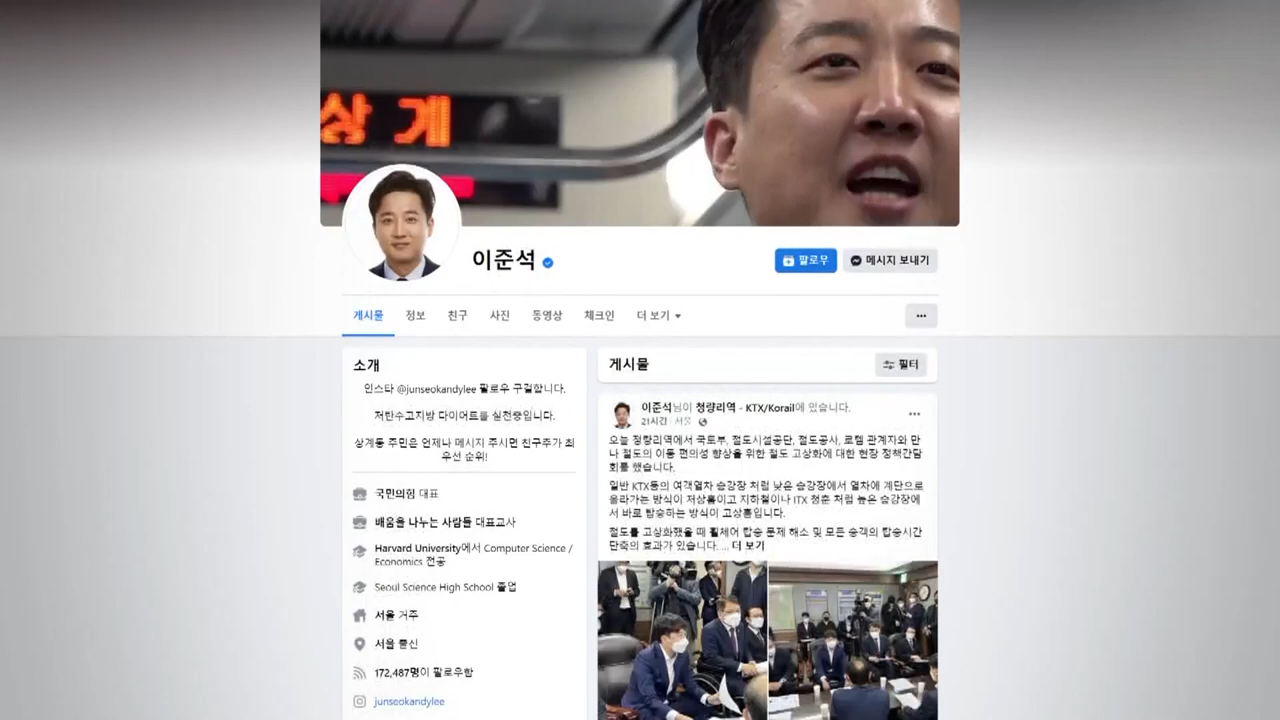 상계
이준석
팔로우
메시지 보내기
게시물
정보
친구
사진
동영상
체크인
더 보기
소개
인스타 @junseokandylee 팔로우 구걸합니다.
저탄수고지방 다이어트를 실천중입니다.
상계동 주민은 언제나 메시지 주시면 친구추가 최
우선 순위!
국민의힘 대표
배움을 나누는 사람들 대표교사
Harvard University에서 Computer Science /
Economics 전공
Seoul Science High School 졸업
서울 거주
서울 출신
172,487명이 팔로우함
junseokandylee
게시물
필터
이준석님이 청량리역 - KTX/Korail에 있습니다.
21시간 · 서울
오늘 청량리역에서 국토부, 철도시설공단, 철도공사, 로템 관계자와 만
나 철도의 이동 편의성 향상을 위한 철도 고상화에 대한 현장 정책간담
회를 했습니다.
일반 KTX등의 여객열차 승강장 처럼 낮은 승강장에서 열차에 계단으로
올라가는 방식이 저상홈이고 지하철이나 ITX 청춘 처럼 높은 승강장에
서 바로 탑승하는 방식이 고상홈입니다.
철도를 고상화했을 때 휠체어 탑승 문제 해소 및 모든 승객의 탑승시간
단축의 효과가 있습니다. ... 더 보기